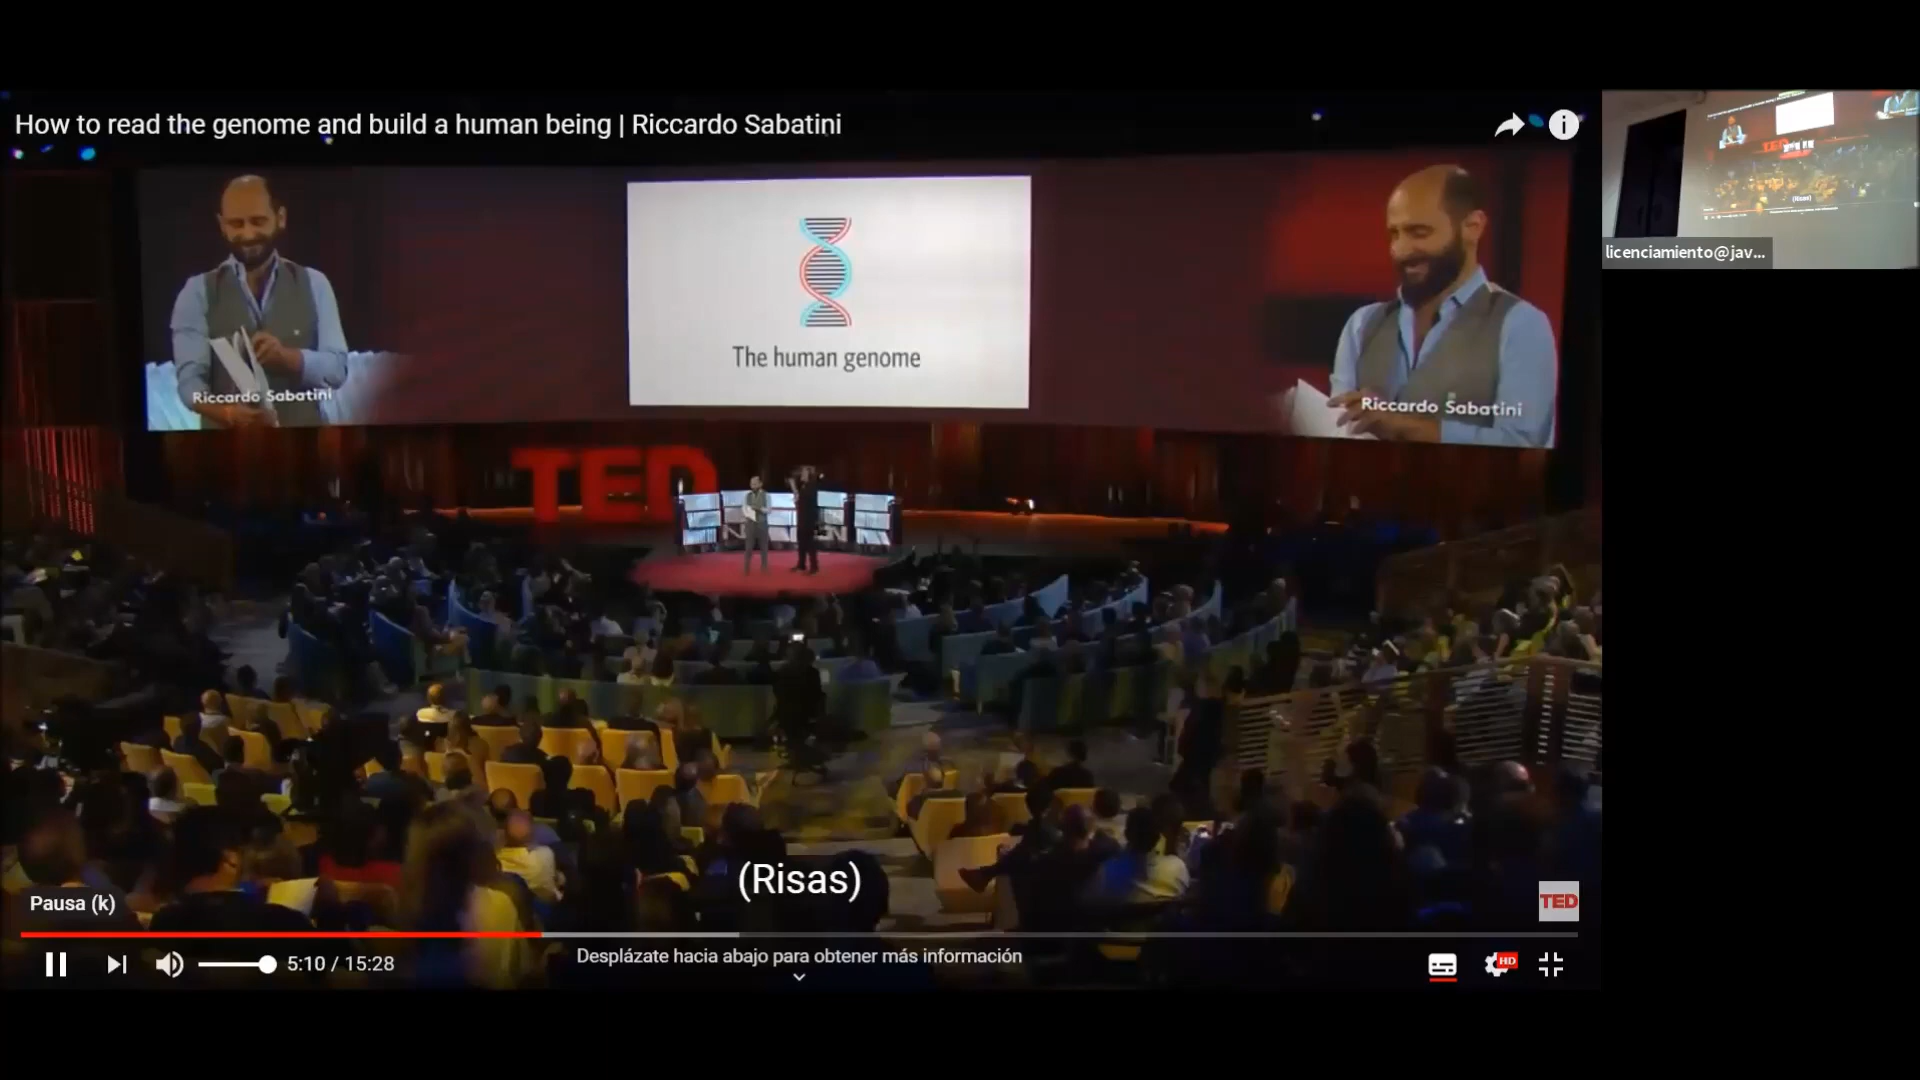 How to read the genome and build a human being | Riccardo Sabatini
The human genome
Riccardo Sabatini
Riccardo Sabatini
TED
licenciamiento@jav...
(Risas)
Pausa (k)
TED
5:10 / 15:28
Desplázate hacia abajo para obtener más información
HD